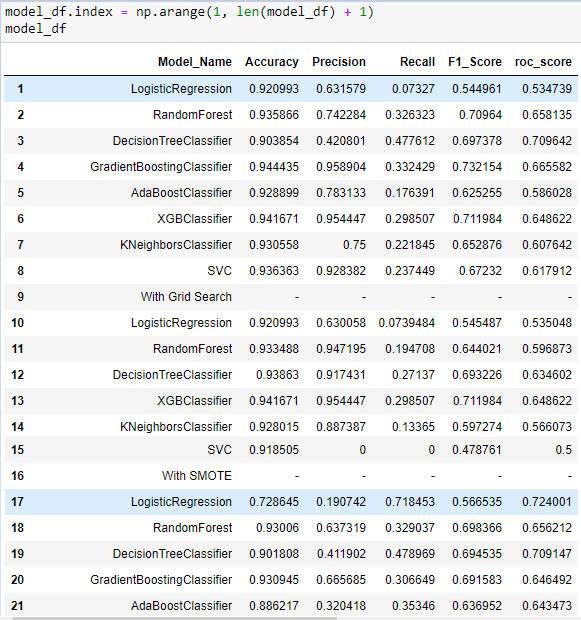 model_df.index = np.arange(1, len(model_df) + 1)
model_df
Model_Name Accuracy Precision Recall F1_Score roc_score
1 LogisticRegression 0.920993 0.631579 0.07327 0.544961 0.534739
2 RandomForest 0.935866 0.742284 0.326323 0.70964 0.658135
3 DecisionTreeClassifier 0.903854 0.420801 0.477612 0.697378 0.709642
4 GradientBoostingClassifier 0.944435 0.958904 0.332429 0.732154 0.665582
5 AdaBoostClassifier 0.928899 0.783133 0.176391 0.625255 0.586028
6 XGBClassifier 0.941671 0.954447 0.298507 0.711984 0.648622
7 KNeighborsClassifier 0.930558 0.75 0.221845 0.652876 0.607642
8 SVC 0.936363 0.928382 0.237449 0.67232 0.617912
9 With Grid Search - - - - -
10 LogisticRegression 0.920993 0.630058 0.0739484 0.545487 0.535048
11 RandomForest 0.933488 0.947195 0.194708 0.644021 0.596873
12 DecisionTreeClassifier 0.93863 0.917431 0.27137 0.693226 0.634602
13 XGBClassifier 0.941671 0.954447 0.298507 0.711984 0.648622
14 KNeighborsClassifier 0.928015 0.887387 0.13365 0.597274 0.566073
15 SVC 0.918505 0 0 0.478761 0.5
16 With SMOTE - - - - -
17 LogisticRegression 0.728645 0.190742 0.718453 0.566535 0.724001
18 RandomForest 0.93006 0.637319 0.329037 0.698366 0.656212
19 DecisionTreeClassifier 0.901808 0.411902 0.478969 0.694535 0.709147
20 GradientBoostingClassifier 0.930945 0.665685 0.306649 0.691583 0.646492
21 AdaBoostClassifier 0.886217 0.320418 0.35346 0.636952 0.643473